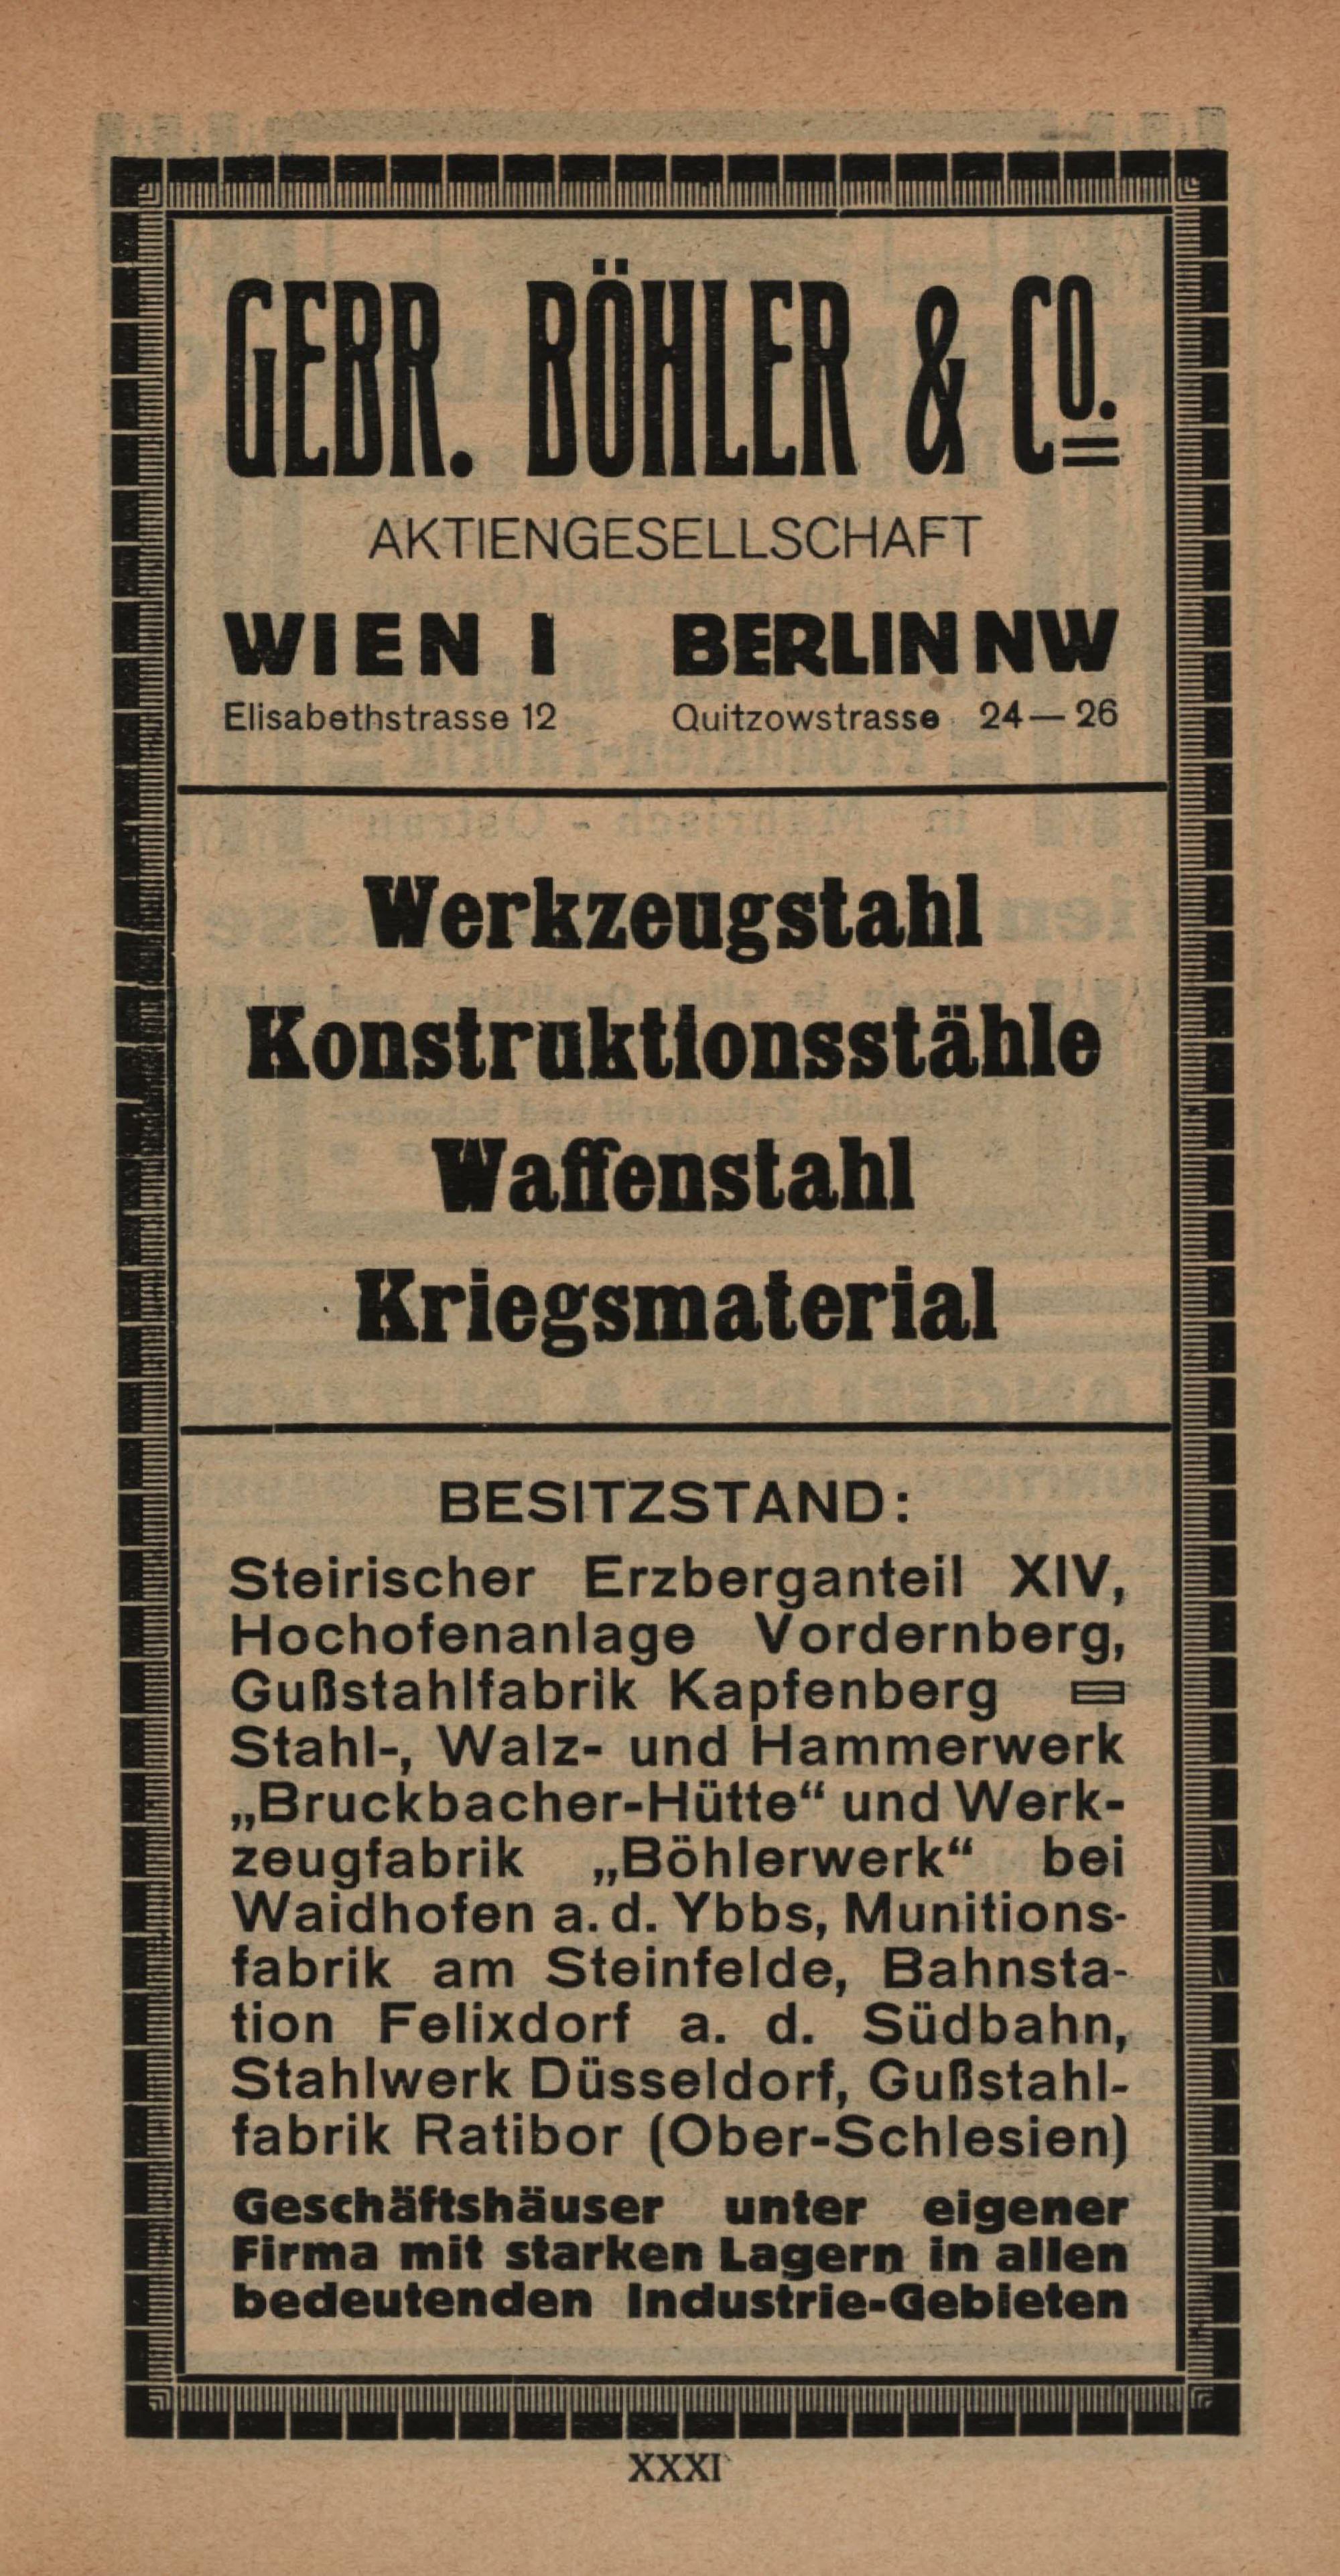 GEBR. BÖHLER & Co.
AKTIENGESELLSCHAFT
WIEN I BERLIN NW
Elisabethstrasse 12 Quitzowstrasse 24—26
Werkzeugstahl
Konstruktionsstähle
Waffenstahl
Kriegsmaterial
BESITZSTAND:
Steirischer Erzberganteil XIV,
Hochofenanlage Vordernberg,
Gußstahlfabrik Kapfenberg
Stahl-, Walz- und Hammerwerk
„Bruckbacher-Hütte“ und Werk-
zeugfabrik „Böhlerwerk“ bei
Waidhofen a. d. Ybbs, Munitions-
fabrik am Steinfelde, Bahnsta-
tion Felixdorf a. d. Südbahn,
Stahlwerk Düsseldorf, Gußstahl-
fabrik Ratibor (Ober-Schlesien)
Geschäftshäuser unter eigener
Firma mit starken Lagern in allen
bedeutenden Industrie-Gebieten
XXXI